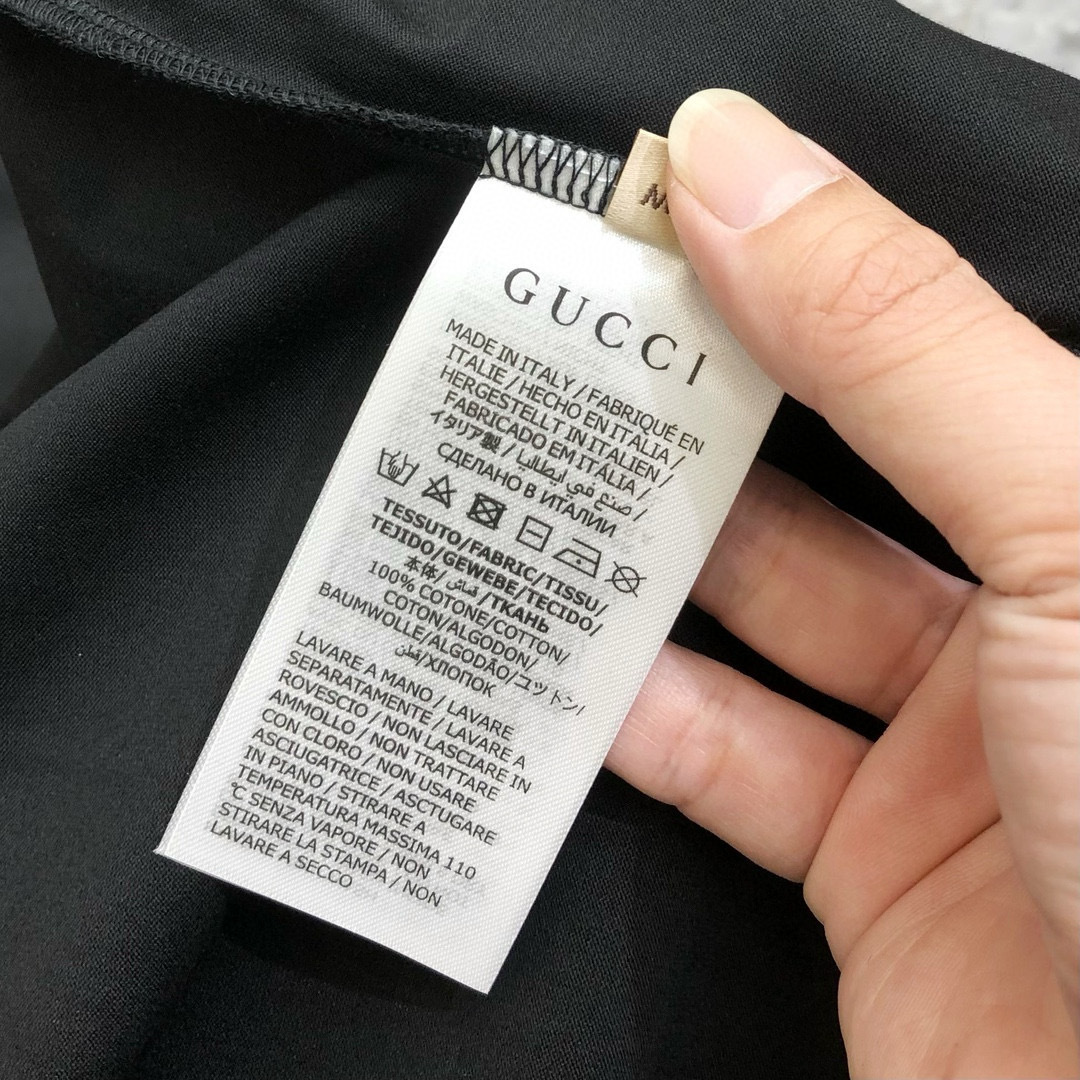 GUCCI
MADE IN ITALY / FABRIQUÉ EN
ITALIE / HECHO EN ITALIA /
HERGESTELLT IN ITALIEN /
FABRICADO EM ITÁLIA /
イタリア製 / صنع في ايطاليا /
СДЕЛАНО В ИТАЛИИ
TESSUTO/FABRIC/TISSU/
TEJIDO/GEWEBE/TECIDO/
本体/قماش/ТКАНЬ
100% COTONE/COTTON/
COTON/ALGODON/
BAUMWOLLE/ALGODÃO/ユットン/
قطن/ХЛОПОК
LAVARE A MANO / LAVARE
SEPARATAMENTE / LAVARE A
ROVESCIO / NON LASCIARE IN
AMMOLLO / NON TRATTARE
CON CLORO / NON USARE
ASCIUGATRICE / ASCTUGARE
IN PIANO / STIRARE A
TEMPERATURA MASSIMA 110
℃ SENZA VAPORE / NON
STIRARE LA STAMPA / NON
LAVARE A SECCO